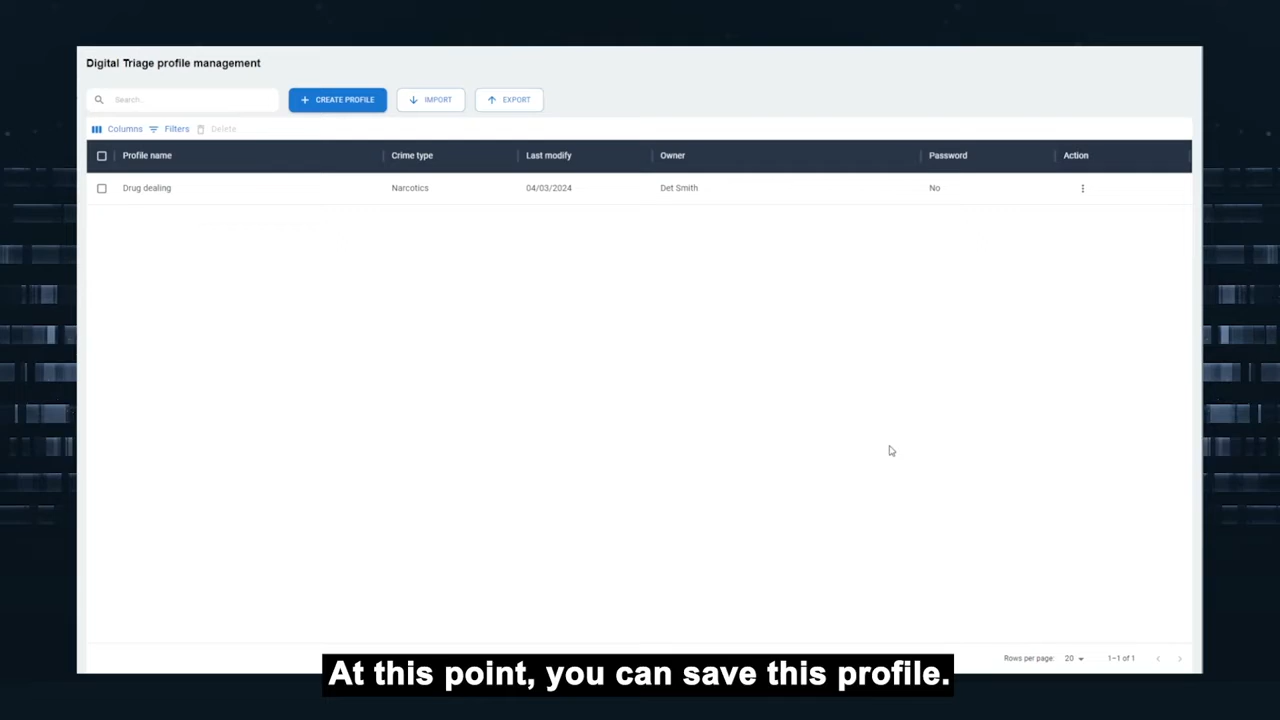 Digital Triage profile management
Search..
CREATE PROFILE
IMPORT
EXPORT
Columns
Filters
Delete
Profile name Crime type Last modify Owner Password Action
Drug dealing Narcotics 04/03/2024 Det Smith No
Rows per page: 20 1–1 of 1
At this point, you can save this profile.